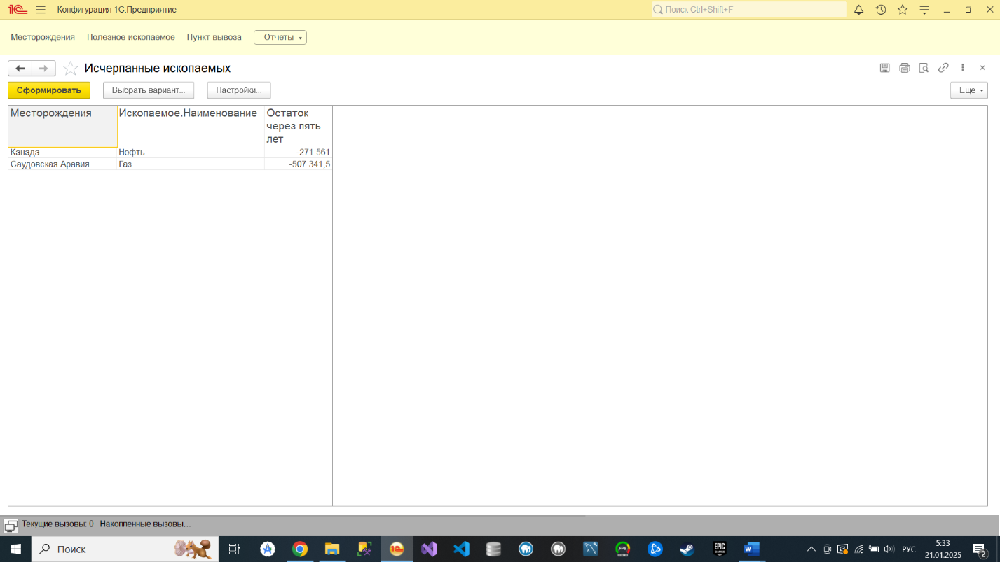 1С Конфигурация 1С:Предприятие Поиск Ctrl+Shift+F
Месторождения Полезное ископаемое Пункт вывоза Отчеты
Исчерпанные ископаемых
Сформировать Выбрать вариант... Настройки... Еще
Месторождения Ископаемое.Наименование Остаток
через пять
лет
Канада Нефть -271 561
Саудовская Аравия Газ -507 341,5
Текущие вызовы: 0 Накопленные вызовы...
Поиск 1С FPS EPIC GAMES W РУС 5:33
21.01.2025 2